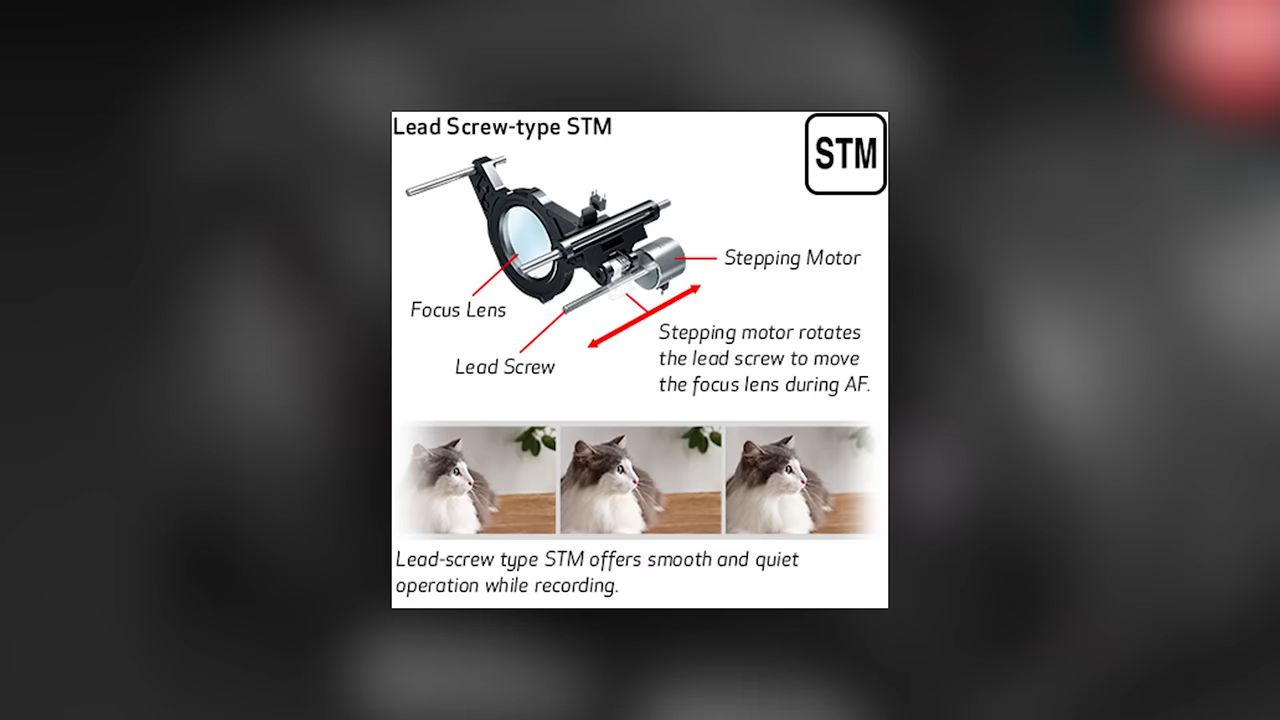 Lead Screw-type STM
STM
Stepping Motor
Focus Lens
Lead Screw
Stepping motor rotates
the lead screw to move
the focus lens during AF.
Lead-screw type STM offers smooth and quiet
operation while recording.